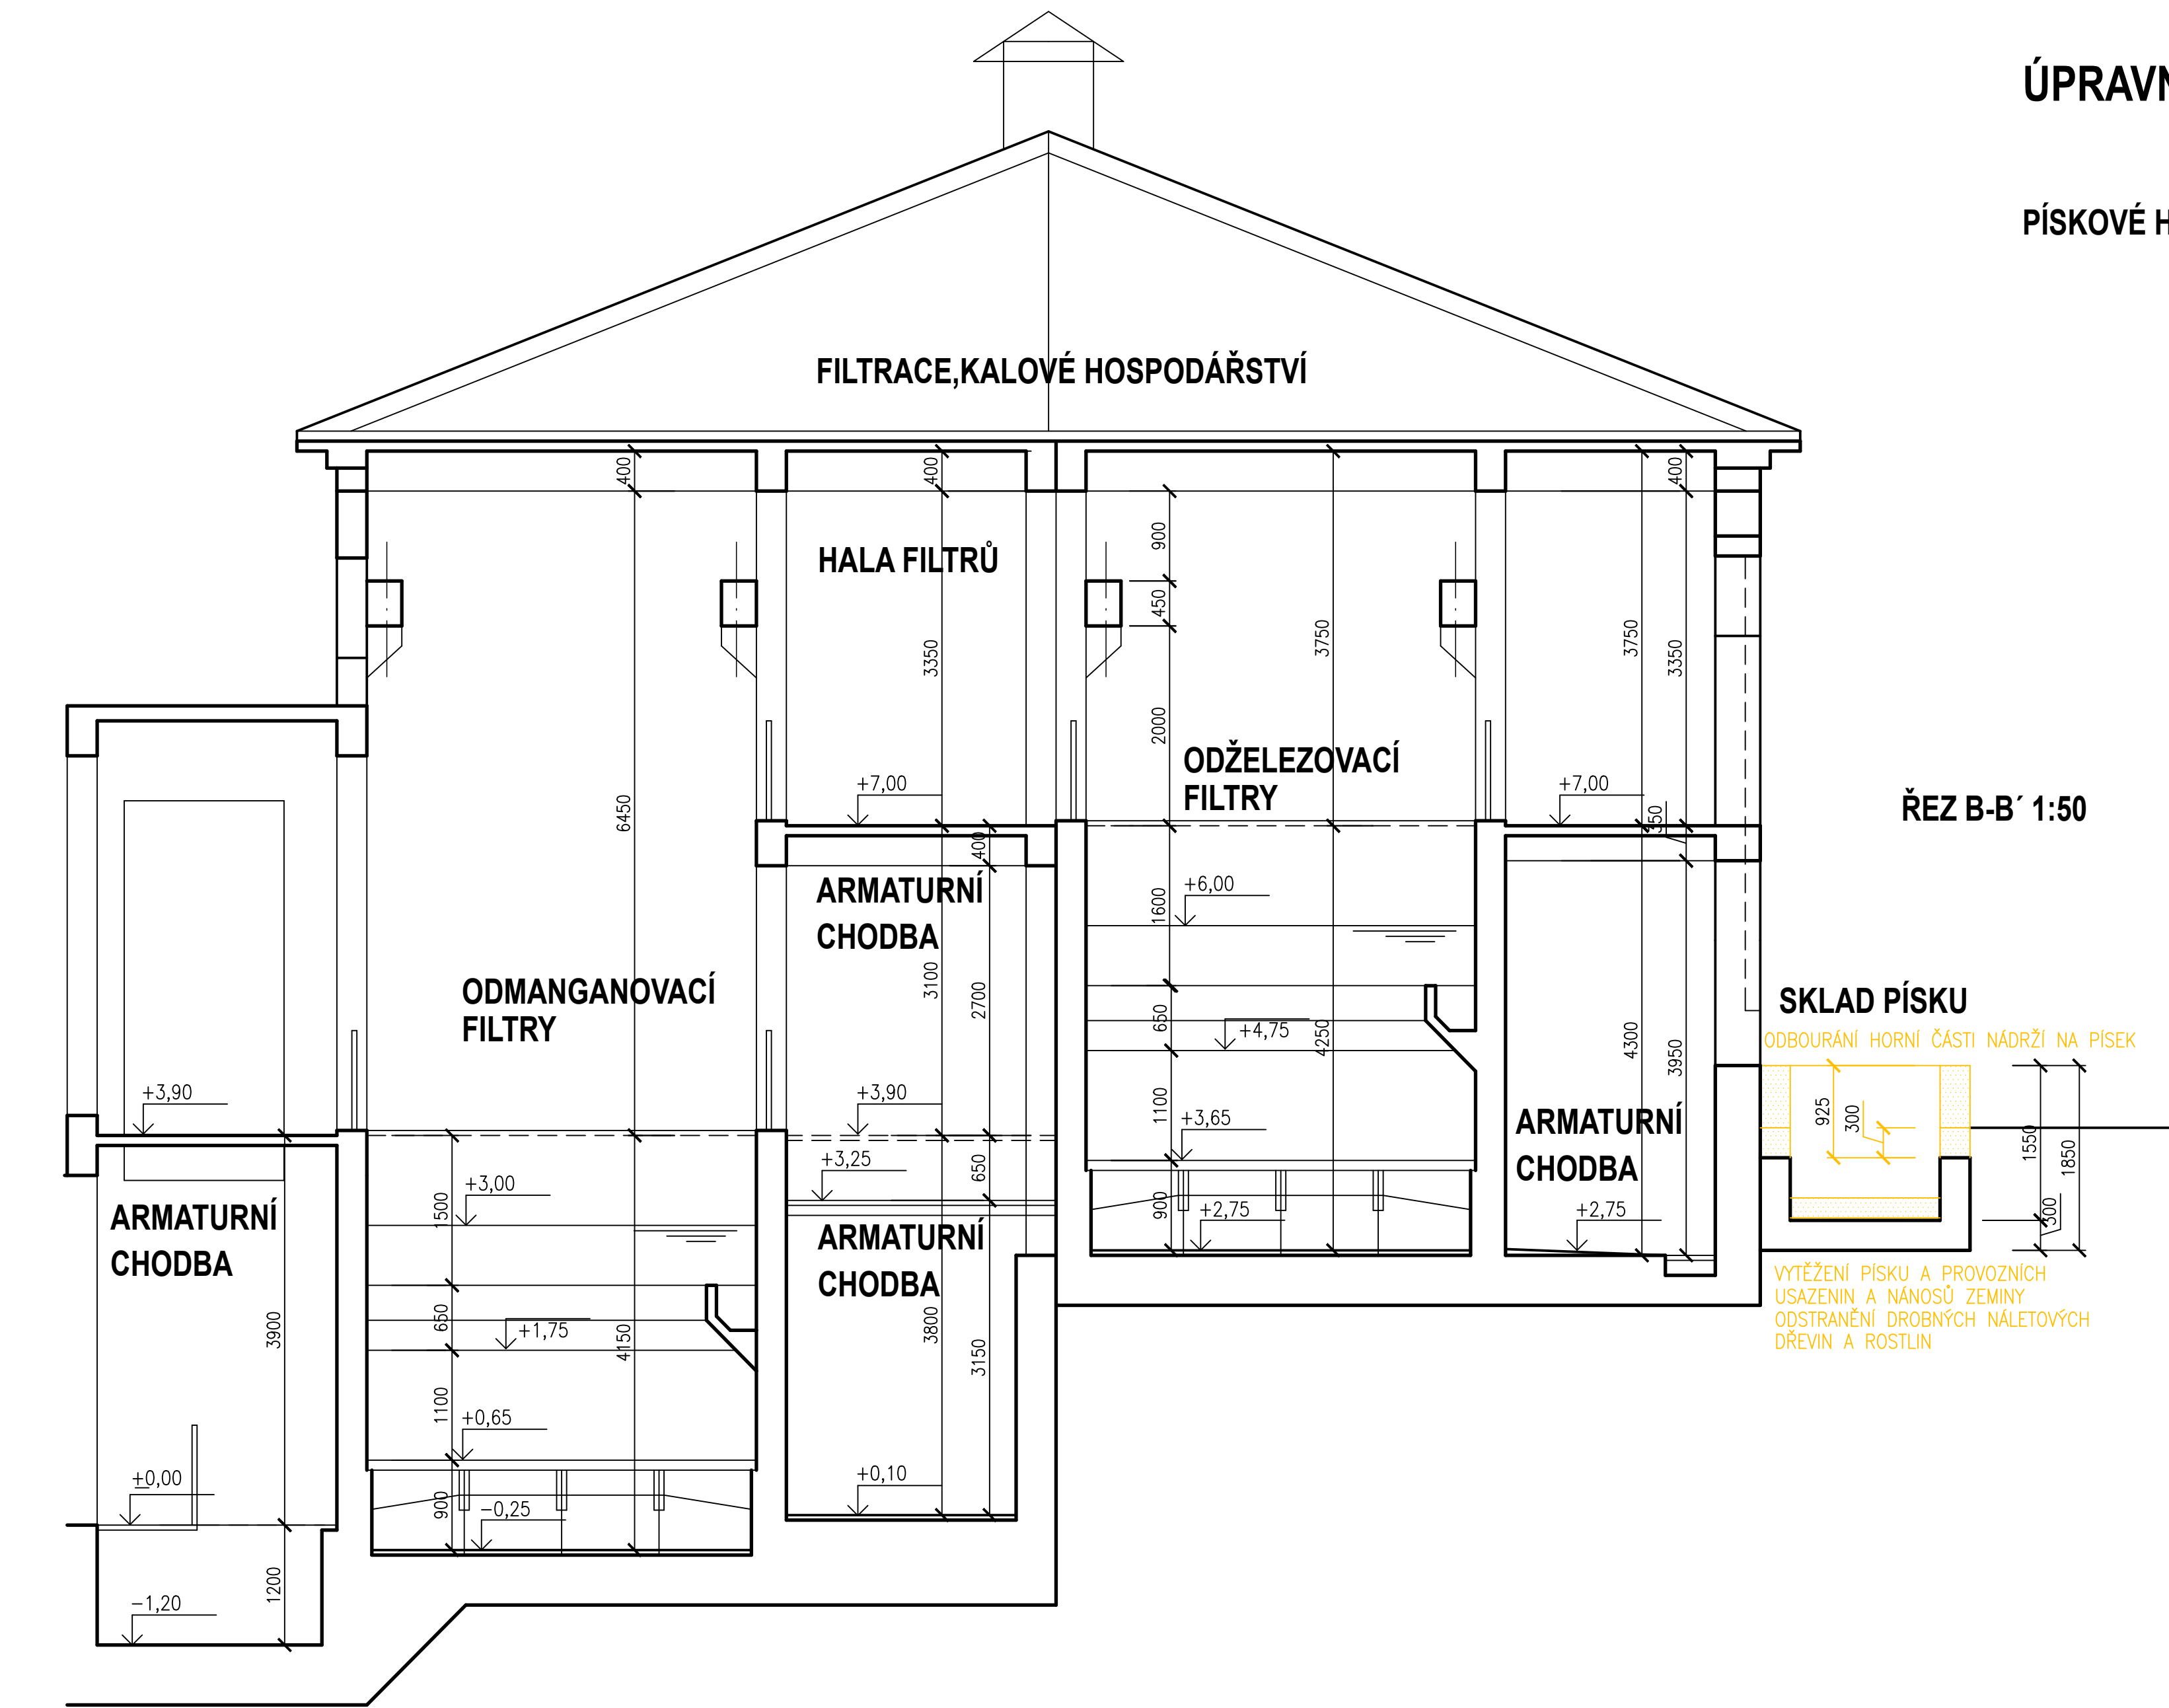 ÚPRAVN
PÍSKOVÉ H
FILTRACE,KALOVÉ HOSPODÁŘSTVÍ
400
400
400
900
HALA FILTRŮ
450
3350
3750
3750
3350
2000
ODŽELEZOVACÍ
FILTRY
+7,00
+7,00
6450
350
ŘEZ B-B´ 1:50
400
ARMATURNÍ
CHODBA
+6,00
1600
3100
2700
ODMANGANOVACÍ
FILTRY
SKLAD PÍSKU
ODBOURÁNÍ HORNÍ ČÁSTI NÁDRŽÍ NA PÍSEK
650
+4,75
4250
4300
3950
+3,90
+3,90
1100
+3,65
ARMATURNÍ
CHODBA
925
300
1550
1850
+3,25
650
+3,00
1500
900
+2,75
+2,75
300
ARMATURNÍ
CHODBA
ARMATURNÍ
CHODBA
VYTĚŽENÍ PÍSKU A PROVOZNÍCH
USAZENIN A NÁNOSŮ ZEMINY
ODSTRANĚNÍ DROBNÝCH NÁLETOVÝCH
DŘEVIN A ROSTLIN
3900
650
+1,75
4150
3800
3150
1100
+0,65
+0,10
±0,00
900
-0,25
1200
-1,20